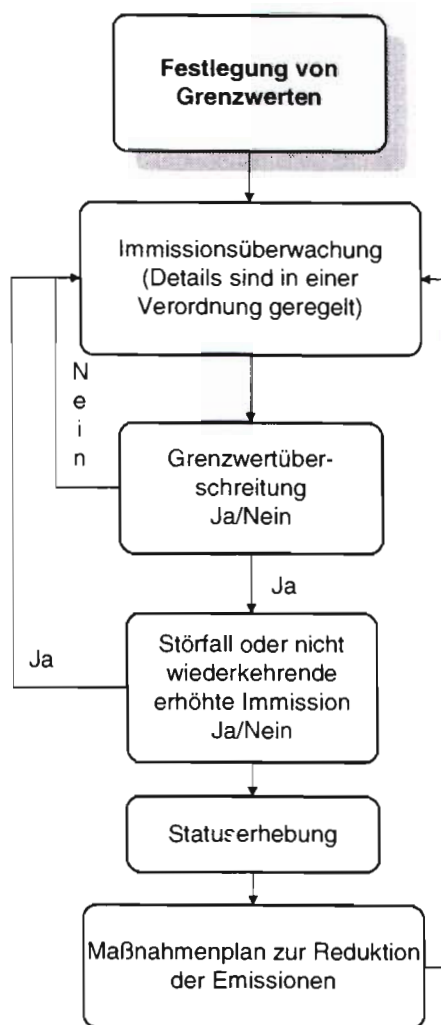 Festlegung von
Grenzwerten
Immissionsüberwachung
(Details sind in einer
Verordnung geregelt)
Nein
Grenzwertüber-
schreitung
Ja/Nein
Ja
Störfall oder nicht
wiederkehrende
erhöhte Immission
Ja/Nein
Ja
Statuserhebung
Maßnahmenplan zur Reduktion
der Emissionen